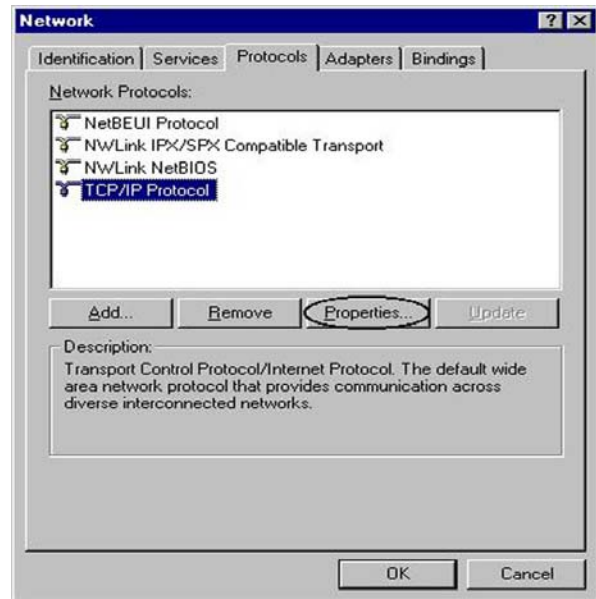 Network
Identification Services Protocols Adapters Bindings
Network Protocols:
NetBEUI Protocol
NWLink IPX/SPX Compatible Transport
NWLink NetBIOS
TCP/IP Protocol
Add... Remove Properties... Update
Description:
Transport Control Protocol/Internet Protocol. The default wide
area network protocol that provides communication across
diverse interconnected networks.
OK Cancel